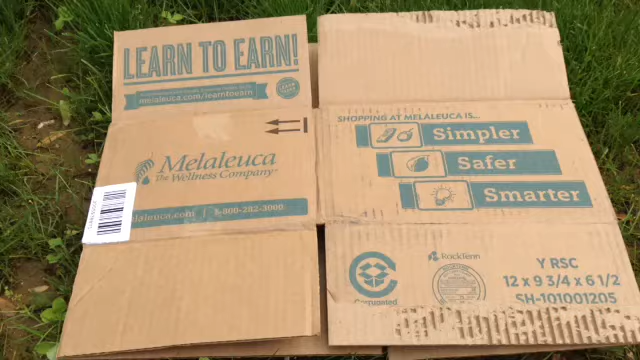 LEARN TO EARN!
melaleuca.com/learntoearn
Melaleuca
The Wellness Company
melaleuca.com | 1-800-282-3000
SHOPPING AT MELALEUCA IS...
Simpler
Safer
Smarter
Corrugated
RockTenn
Y RSC
12 x 9 3/4 x 6 1/2
SH-101001205